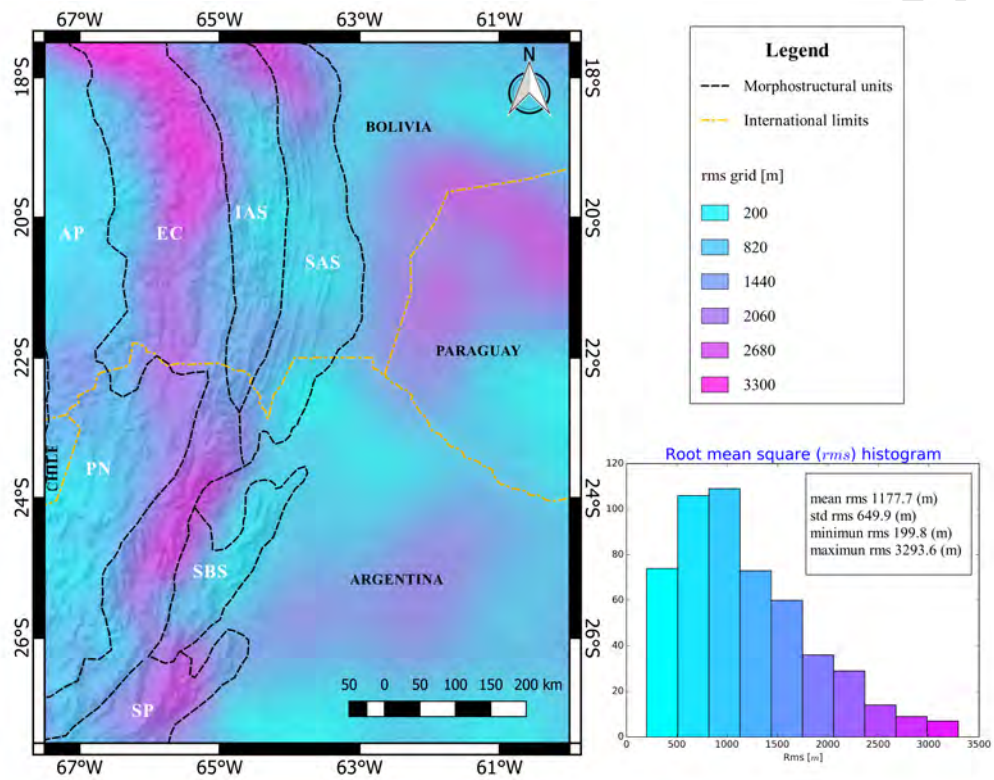 67°W 65°W 63°W 61°W
N
18°S 18°S
BOLIVIA
20°S 20°S
AP EC IAS
SAS
22°S 22°S
PARAGUAY
CHILE
PN
24°S 24°S
SBS
ARGENTINA
26°S 26°S
50 0 50 100 150 200 km
SP
67°W 65°W 63°W 61°W
Legend
Morphostructural units
International limits
rms grid [m]
200
820
1440
2060
2680
3300
Root mean square (rms) histogram
120
100
80
60
40
20
0
mean rms 1177.7 (m)
std rms 649.9 (m)
minimun rms 199.8 (m)
maximun rms 3293.6 (m)
0 500 1000 1500 2000 2500 3000 3500
Rms [m]